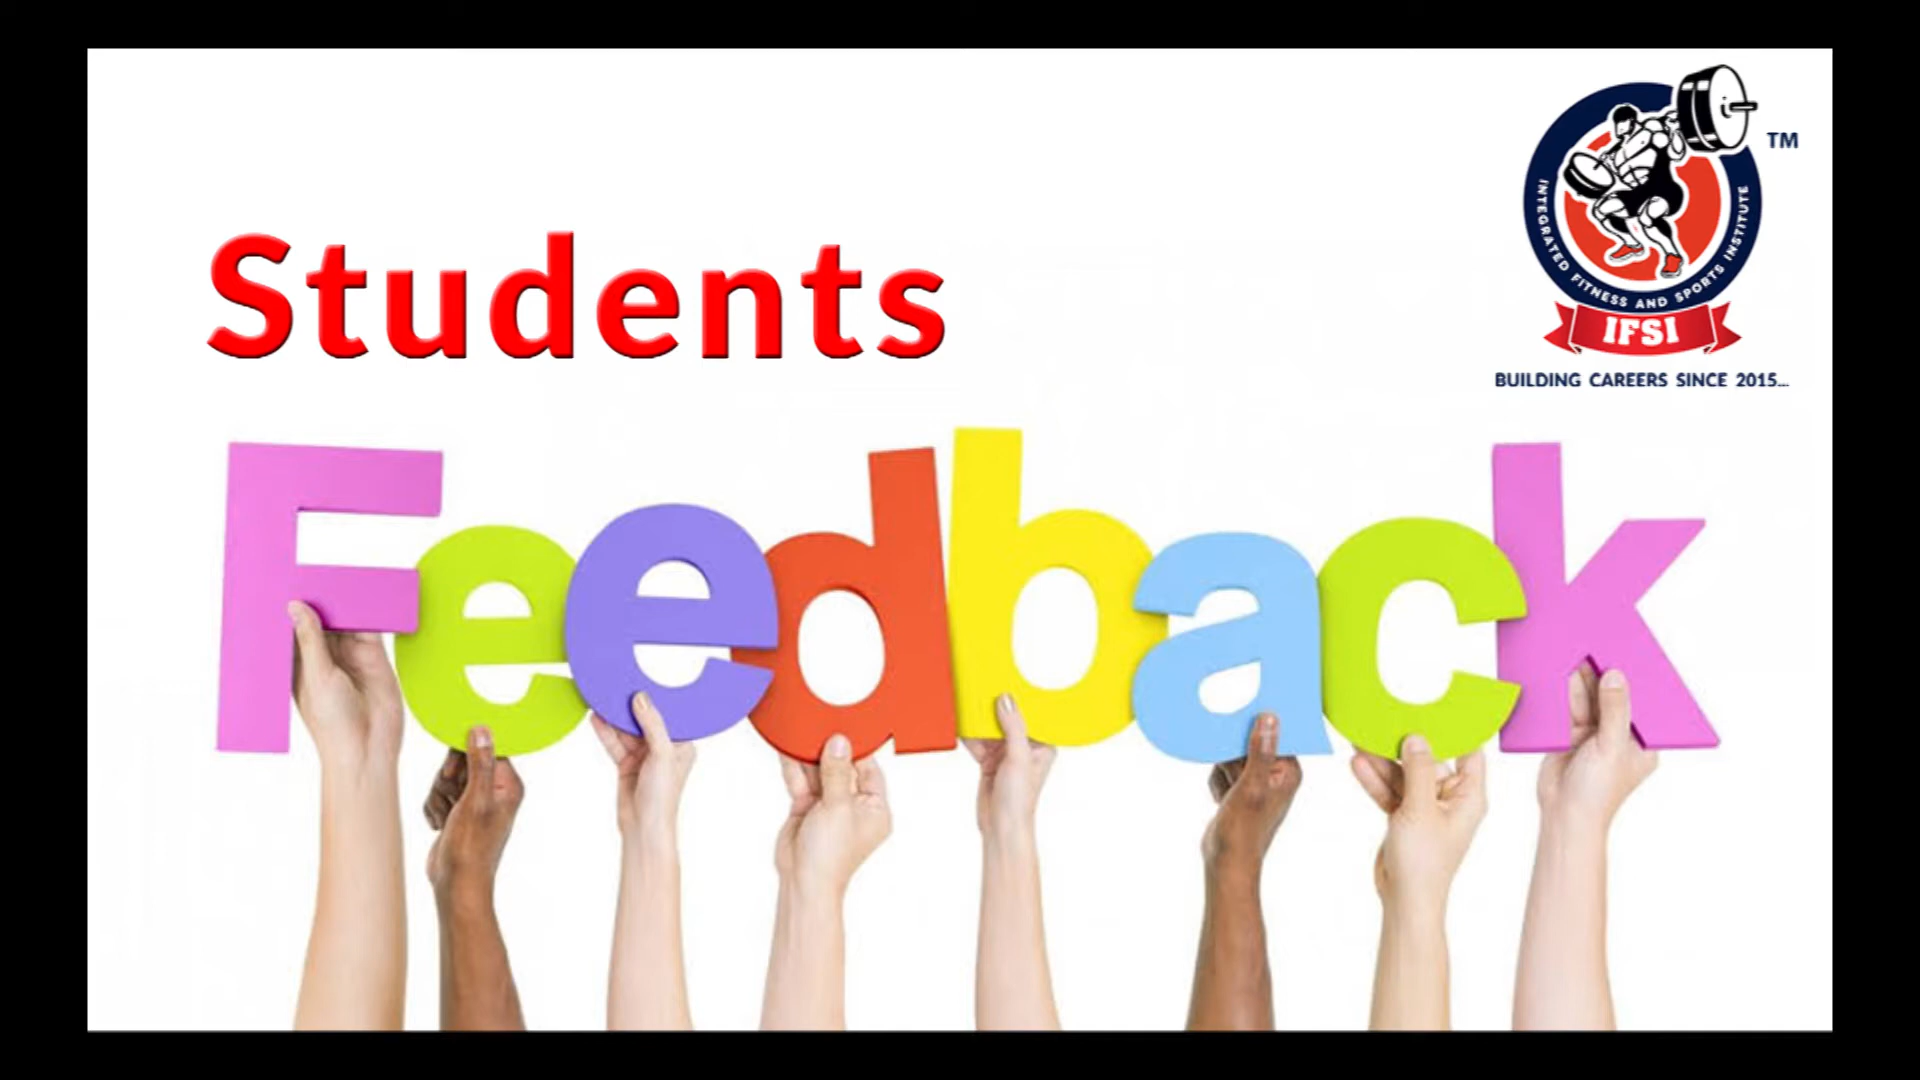 Students
TM
INTEGRATED FITNESS AND SPORTS INSTITUTE
IFSI
BUILDING CAREERS SINCE 2015...
Feedback